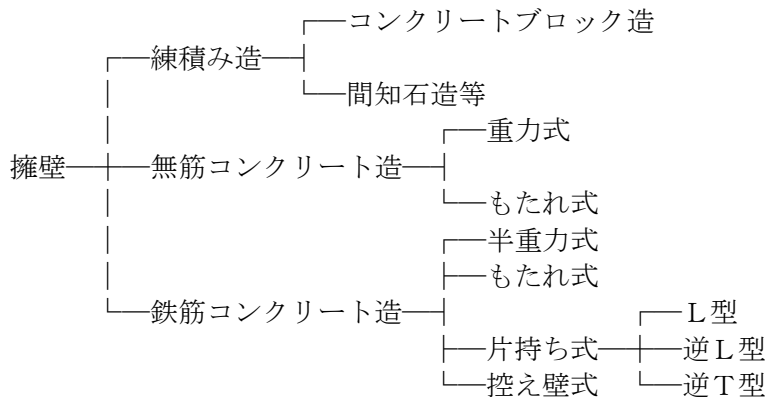 コンクリートブロック造
練積み造
間知石造等
重力式
擁壁 無筋コンクリート造
もたれ式
半重力式
もたれ式
鉄筋コンクリート造 L型
片持ち式 逆L型
控え壁式 逆T型